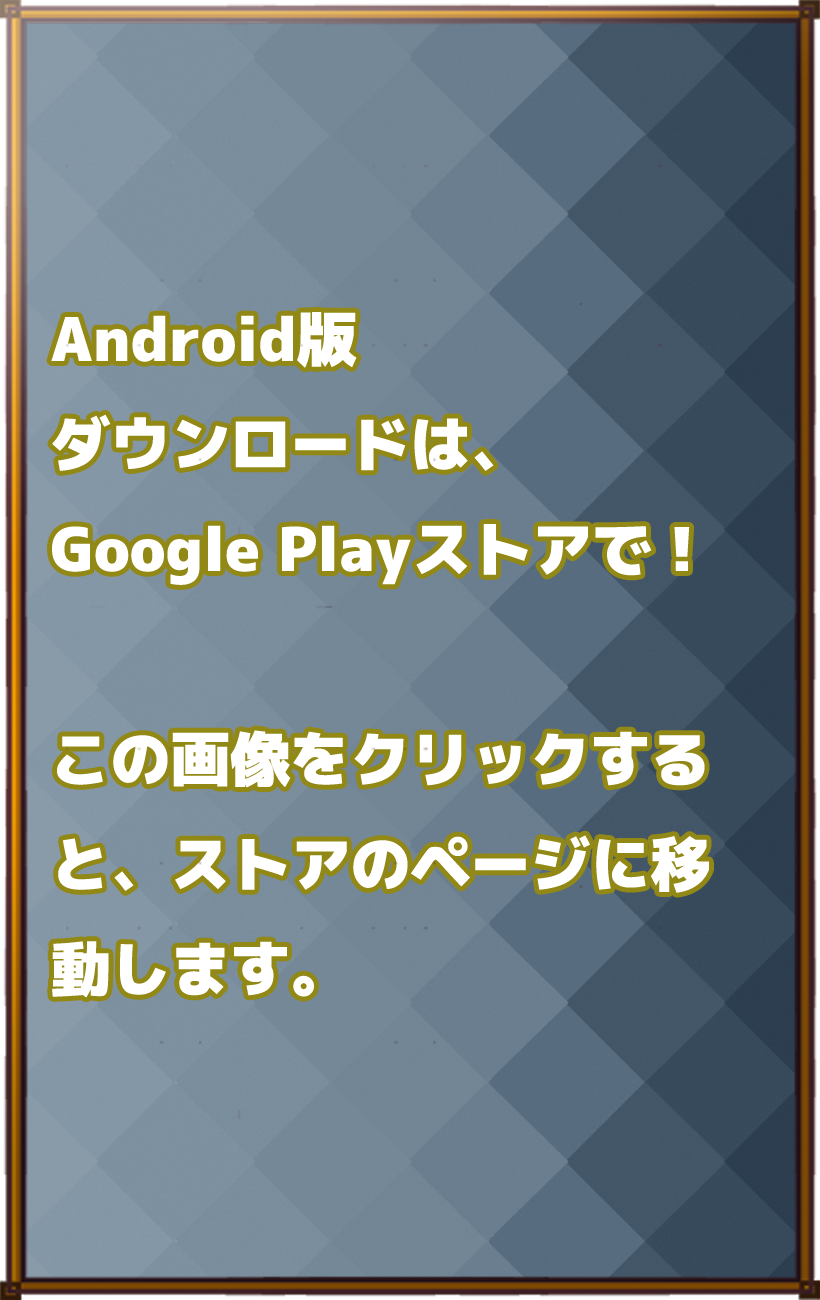 Android版
ダウンロードは、
Google Playストアで！
この画像をクリックする
と、ストアのページに移
動します。